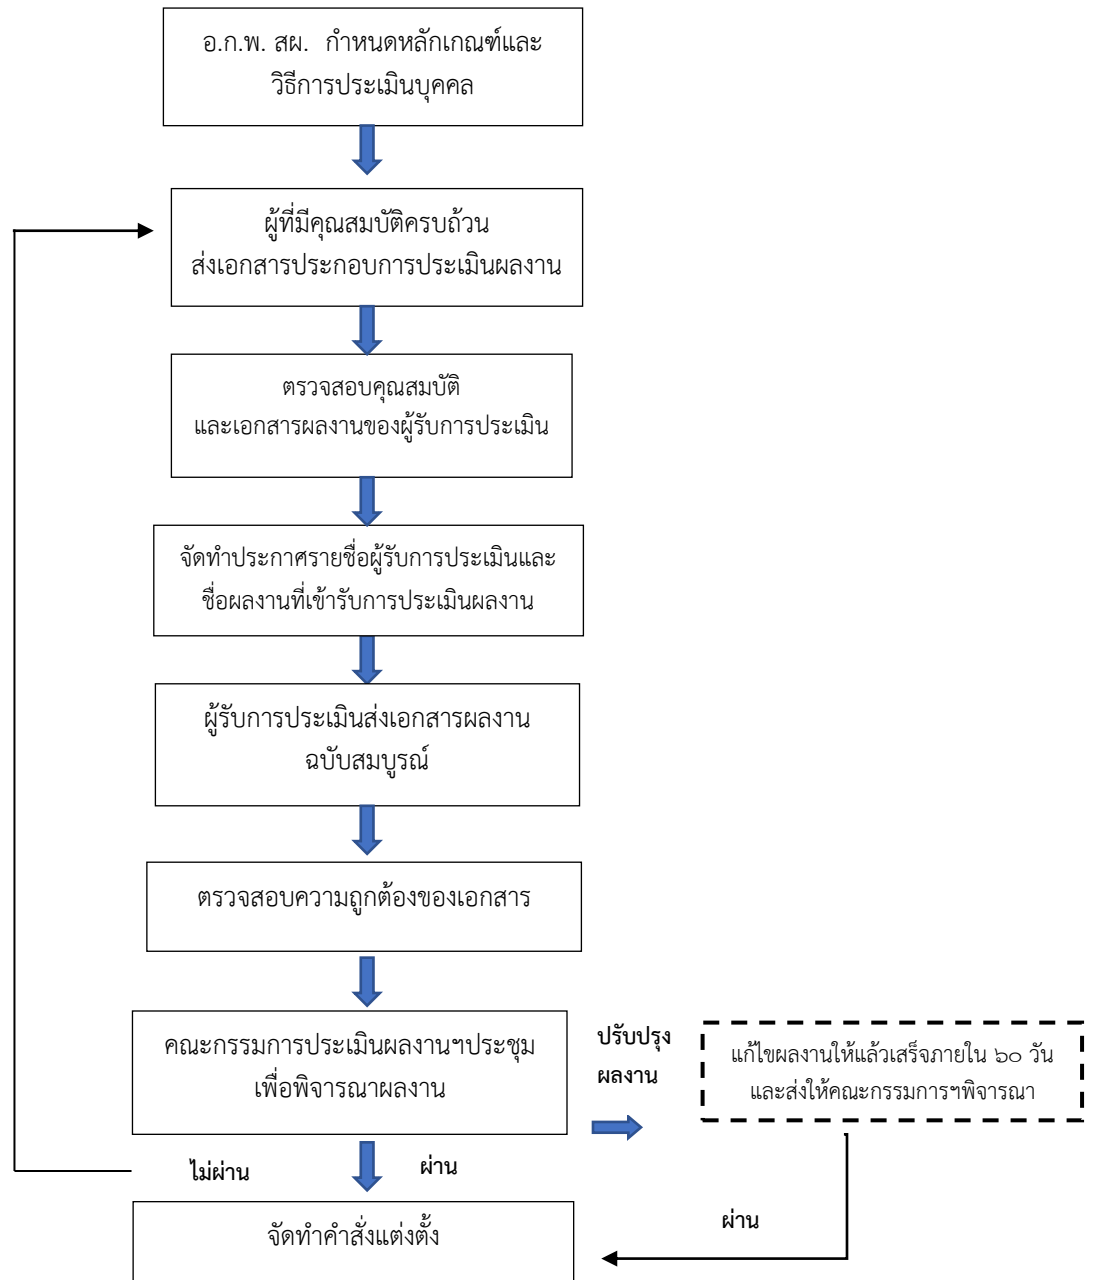 อ.ก.พ. สผ. กำหนดหลักเกณฑ์และ
วิธีการประเมินบุคคล
ผู้ที่มีคุณสมบัติครบถ้วน
ส่งเอกสารประกอบการประเมินผลงาน
ตรวจสอบคุณสมบัติ
และเอกสารผลงานของผู้รับการประเมิน
จัดทำประกาศรายชื่อผู้รับการประเมินและ
ชื่อผลงานที่เข้ารับการประเมินผลงาน
ผู้รับการประเมินส่งเอกสารผลงาน
ฉบับสมบูรณ์
ตรวจสอบความถูกต้องของเอกสาร
คณะกรรมการประเมินผลงานฯประชุม
เพื่อพิจารณาผลงาน
ปรับปรุง
ผลงาน
แก้ไขผลงานให้แล้วเสร็จภายใน ๖๐ วัน
และส่งให้คณะกรรมการฯพิจารณา
ไม่ผ่าน
ผ่าน
ผ่าน
จัดทำคำสั่งแต่งตั้ง